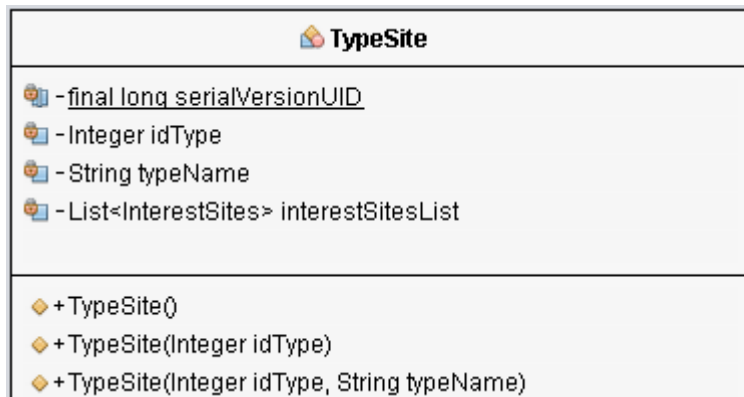 TypeSite
-final long serialVersionUID
-Integer idType
-String typeName
-List<InterestSites> interestSitesList
+TypeSite()
+TypeSite(Integer idType)
+TypeSite(Integer idType, String typeName)